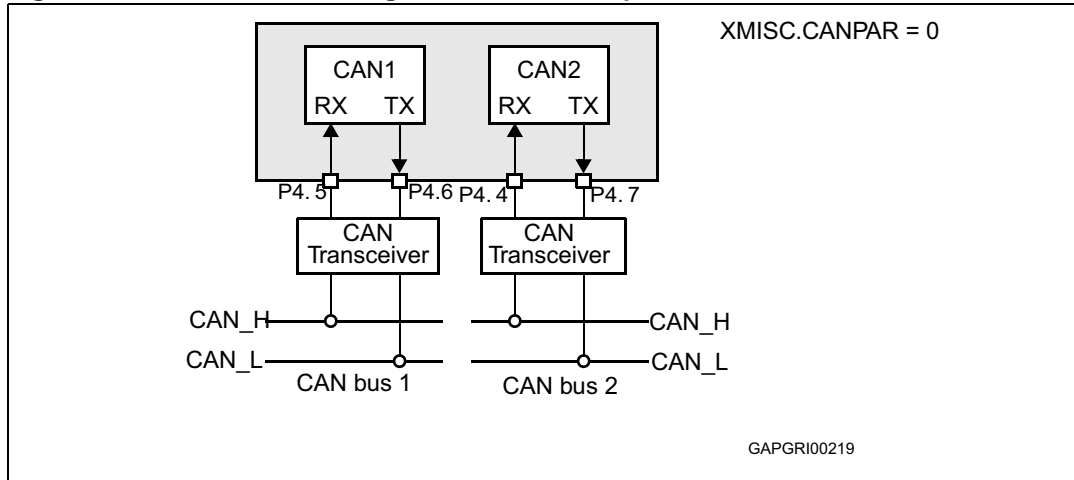 XMISC.CANPAR = 0
CAN1
CAN2
RX TX
RX TX
P4. 5
P4.6
P4. 4
P4. 7
CAN
Transceiver
CAN
Transceiver
CAN_H
CAN_H
CAN_L
CAN_L
CAN bus 1
CAN bus 2
GAPGRI00219